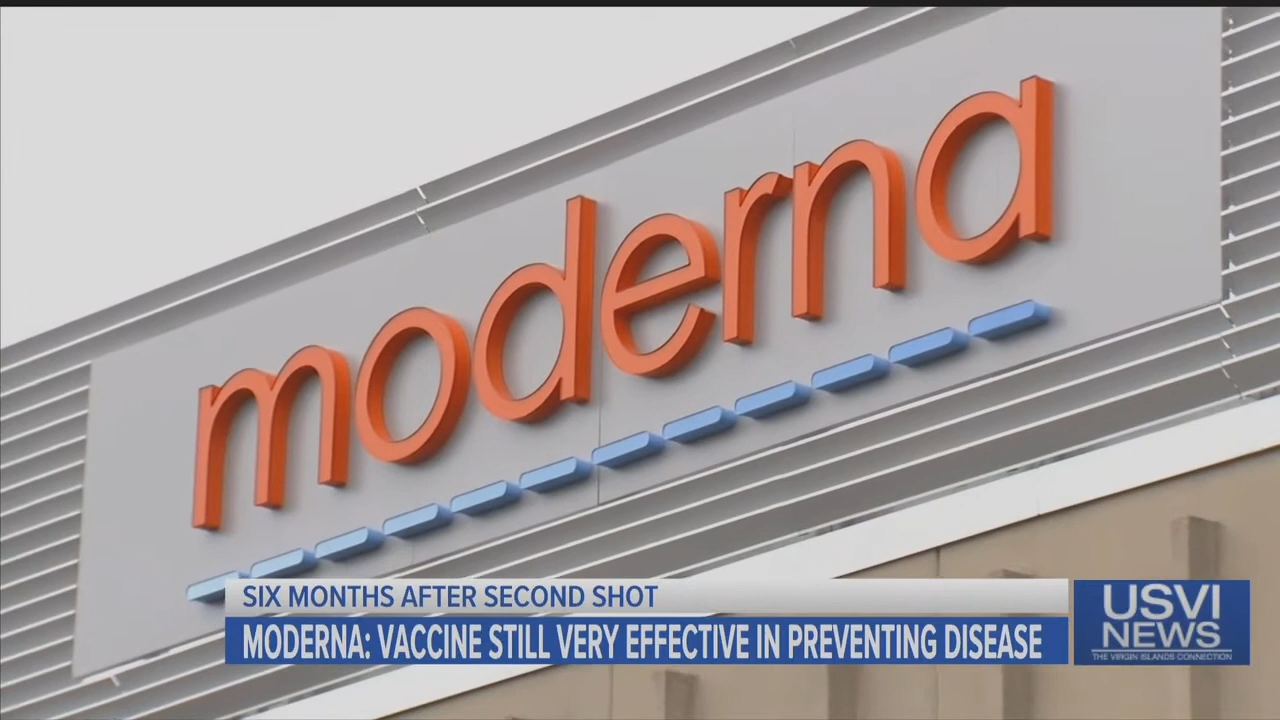 moderna
SIX MONTHS AFTER SECOND SHOT
MODERNA: VACCINE STILL VERY EFFECTIVE IN PREVENTING DISEASE
USVI
NEWS
THE VIRGIN ISLANDS CONNECTION